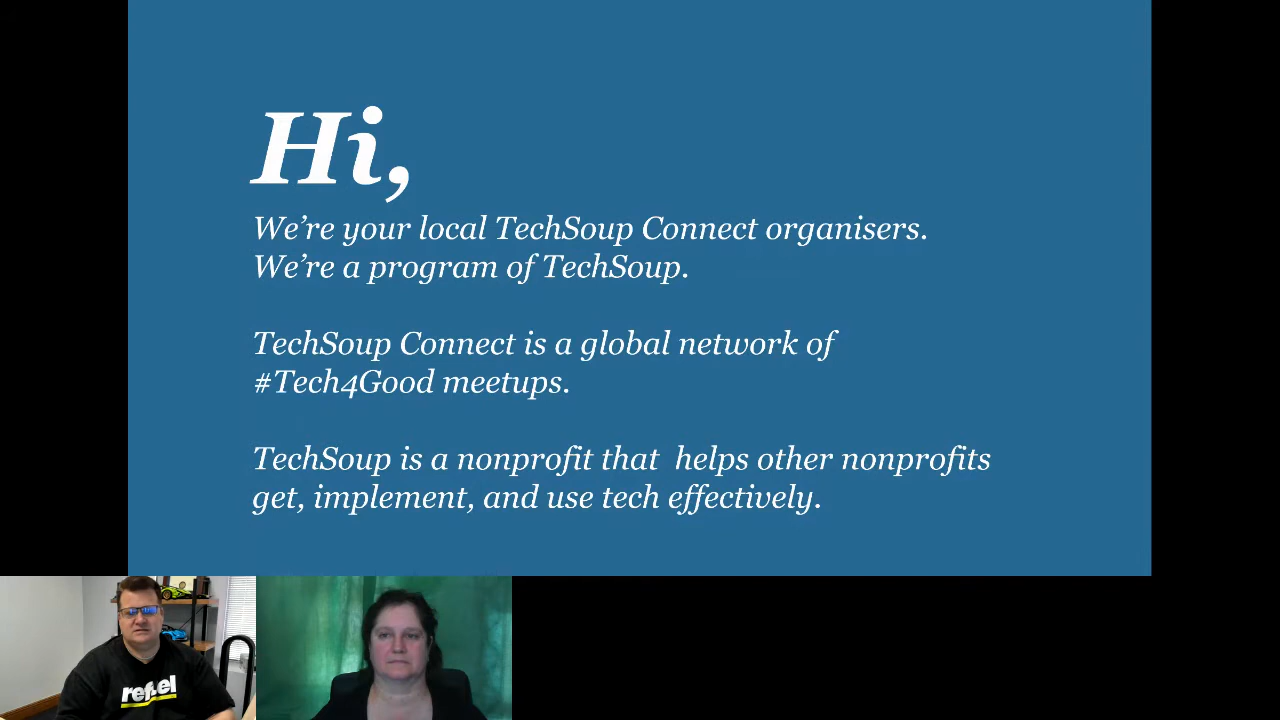 Hi,
We’re your local TechSoup Connect organisers.
We’re a program of TechSoup.
TechSoup Connect is a global network of
#Tech4Good meetups.
TechSoup is a nonprofit that  helps other nonprofits
get, implement, and use tech effectively.